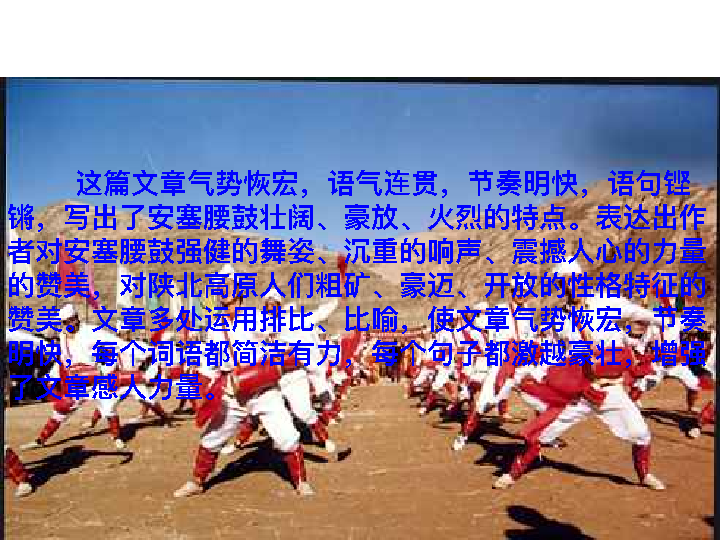 这篇文章气势恢宏，语气连贯，节奏明快，语句铿
锵，写出了安塞腰鼓壮阔、豪放、火烈的特点。表达出作
者对安塞腰鼓强健的舞姿、沉重的响声、震撼人心的力量
的赞美，对陕北高原人们粗矿、豪迈、开放的性格特征的
赞美。文章多处运用排比、比喻，使文章气势恢宏，节奏
明快，每个词语都简洁有力，每个句子都激越豪壮，增强
了文章感人力量。